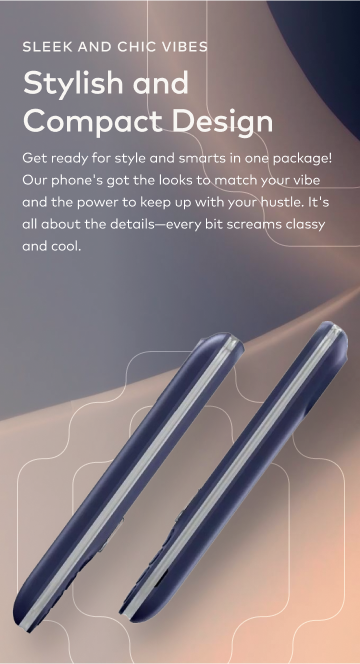 SLEEK AND CHIC VIBES
Stylish and
Compact Design
Get ready for style and smarts in one package!
Our phone's got the looks to match your vibe
and the power to keep up with your hustle. It's
all about the details—every bit screams classy
and cool.